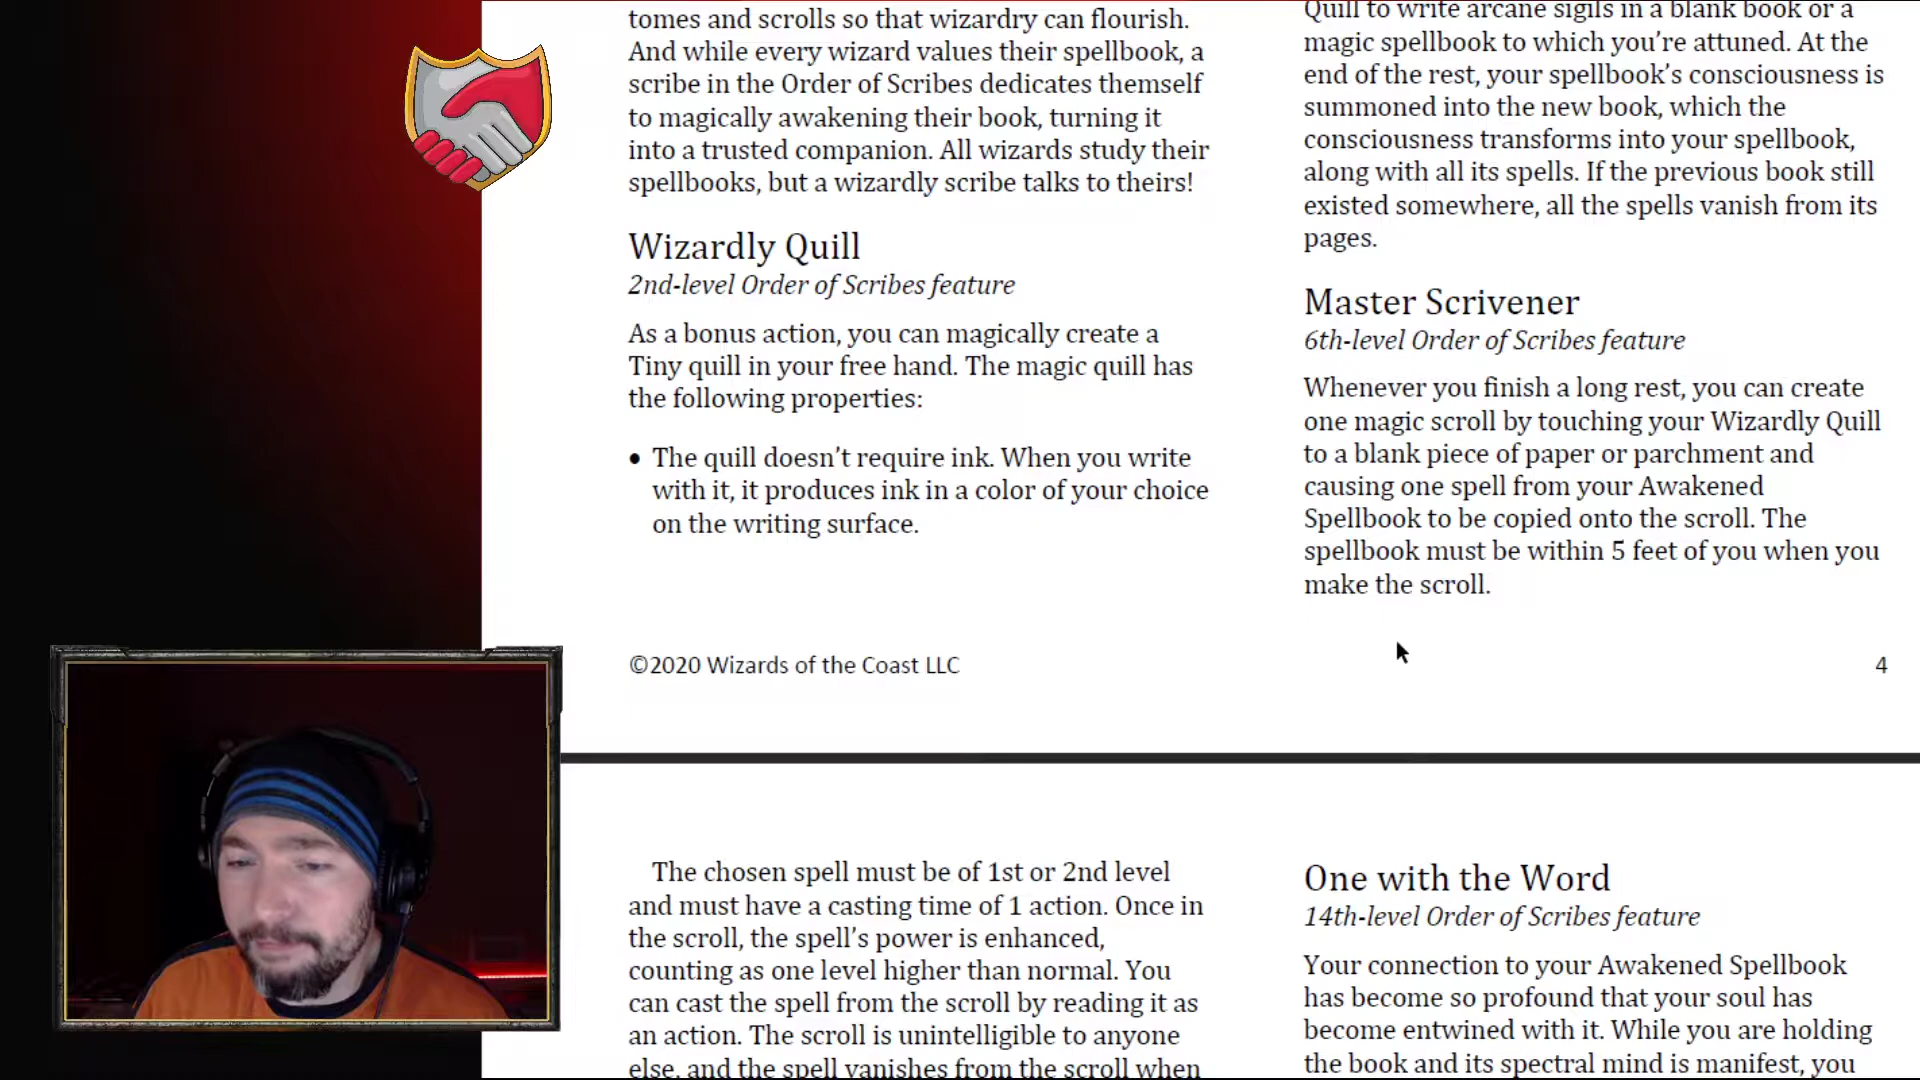 tomes and scrolls so that wizardry can flourish.
And while every wizard values their spellbook, a
scribe in the Order of Scribes dedicates themself
to magically awakening their book, turning it
into a trusted companion. All wizards study their
spellbooks, but a wizardly scribe talks to theirs!
Wizardly Quill
2nd-level Order of Scribes feature
As a bonus action, you can magically create a
Tiny quill in your free hand. The magic quill has
the following properties:
• The quill doesn’t require ink. When you write
with it, it produces ink in a color of your choice
on the writing surface.
Quill to write arcane sigils in a blank book or a
magic spellbook to which you’re attuned. At the
end of the rest, your spellbook’s consciousness is
summoned into the new book, which the
consciousness transforms into your spellbook,
along with all its spells. If the previous book still
existed somewhere, all the spells vanish from its
pages.
Master Scrivener
6th-level Order of Scribes feature
Whenever you finish a long rest, you can create
one magic scroll by touching your Wizardly Quill
to a blank piece of paper or parchment and
causing one spell from your Awakened
Spellbook to be copied onto the scroll. The
spellbook must be within 5 feet of you when you
make the scroll.
©2020 Wizards of the Coast LLC
4
The chosen spell must be of 1st or 2nd level
and must have a casting time of 1 action. Once in
the scroll, the spell’s power is enhanced,
counting as one level higher than normal. You
can cast the spell from the scroll by reading it as
an action. The scroll is unintelligible to anyone
else, and the spell vanishes from the scroll when
One with the Word
14th-level Order of Scribes feature
Your connection to your Awakened Spellbook
has become so profound that your soul has
become entwined with it. While you are holding
the book and its spectral mind is manifest, you